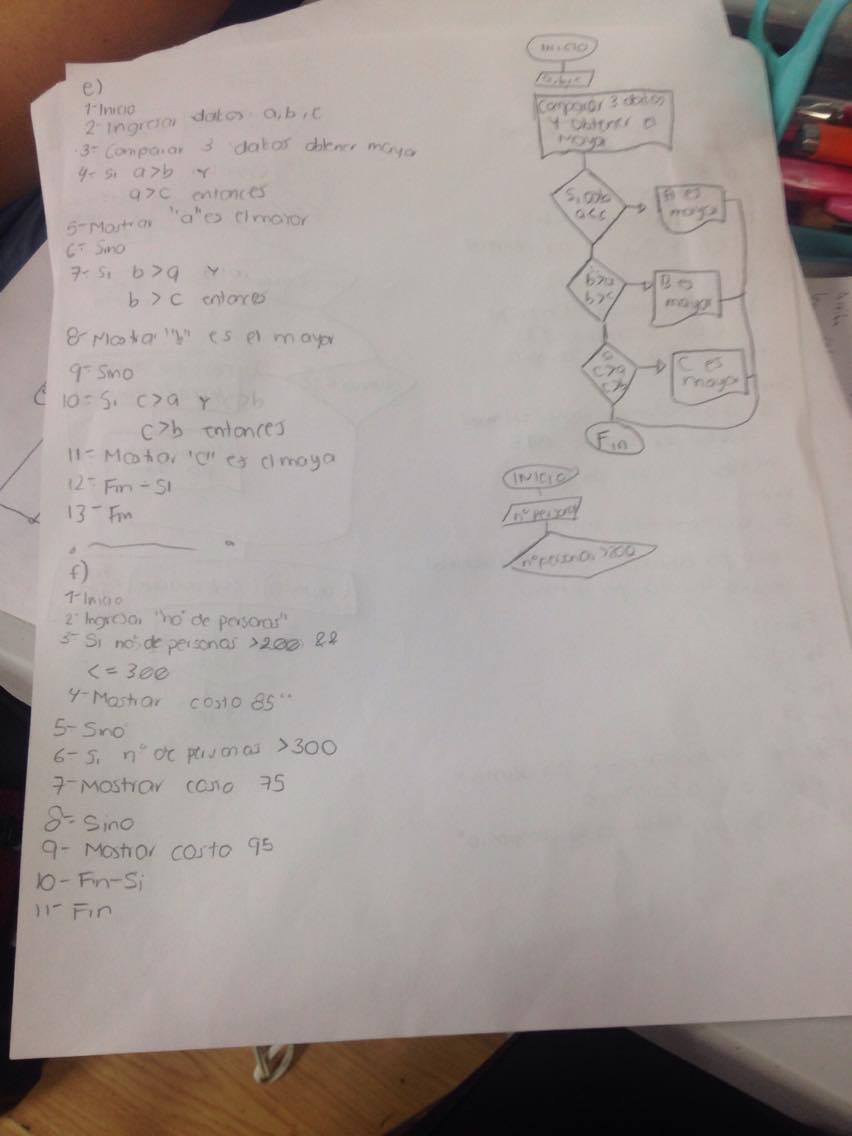 e)
1-Inicio
2-Ingresar datos a,b,c
3-Comparar 3 datos obtener mayor
4- Si a>b Y
a>c entonces
5-Mostrar "a" es el mayor
6- Sino
7- Si b>a Y
b>c entonces
8-Mostrar "b" es el mayor
9-Sino
10-Si c>a Y c>b
c>b entonces
11-Mostrar "c" es el maya
12-Fin-Si
13-Fin
f)
1-Inicio
2-Ingresar "no° de personas"
3-Si no° de personas >200 &&
<=300
4-Mostrar costo 85"
5-Sino
6-Si n° de personas >300
7-Mostrar costo 75
8-Sino
9-Mostrar costo 95
10-Fin-Si
11-Fin
INICIO
a,b,c
Comparar 3 datos
Y obtener el
maya
Si a>b
a<c
A es
maya
b>a
b>c
B es
maya
c>a
c>b
C es
maya
Fin
INICIO
n° personas
n° personas >200